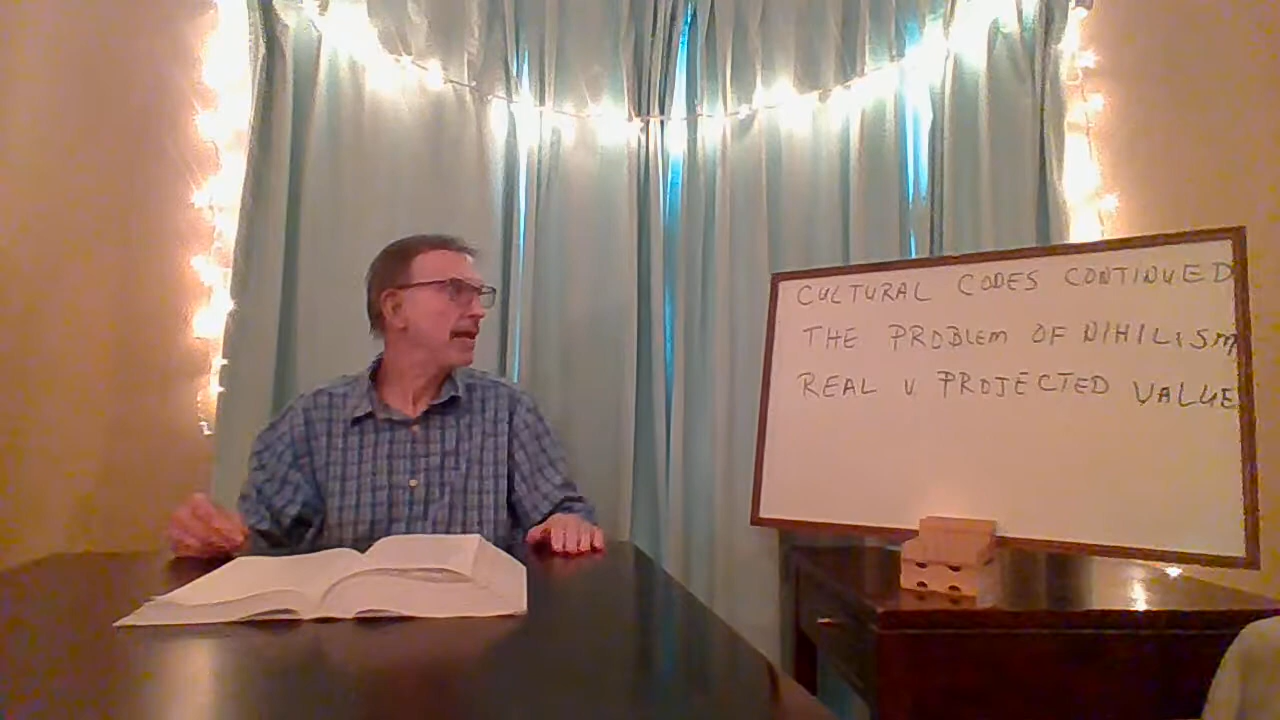 CULTURAL CODES CONTINUED
THE PROBLEM OF NIHILISM
REAL V. PROJECTED VALUE